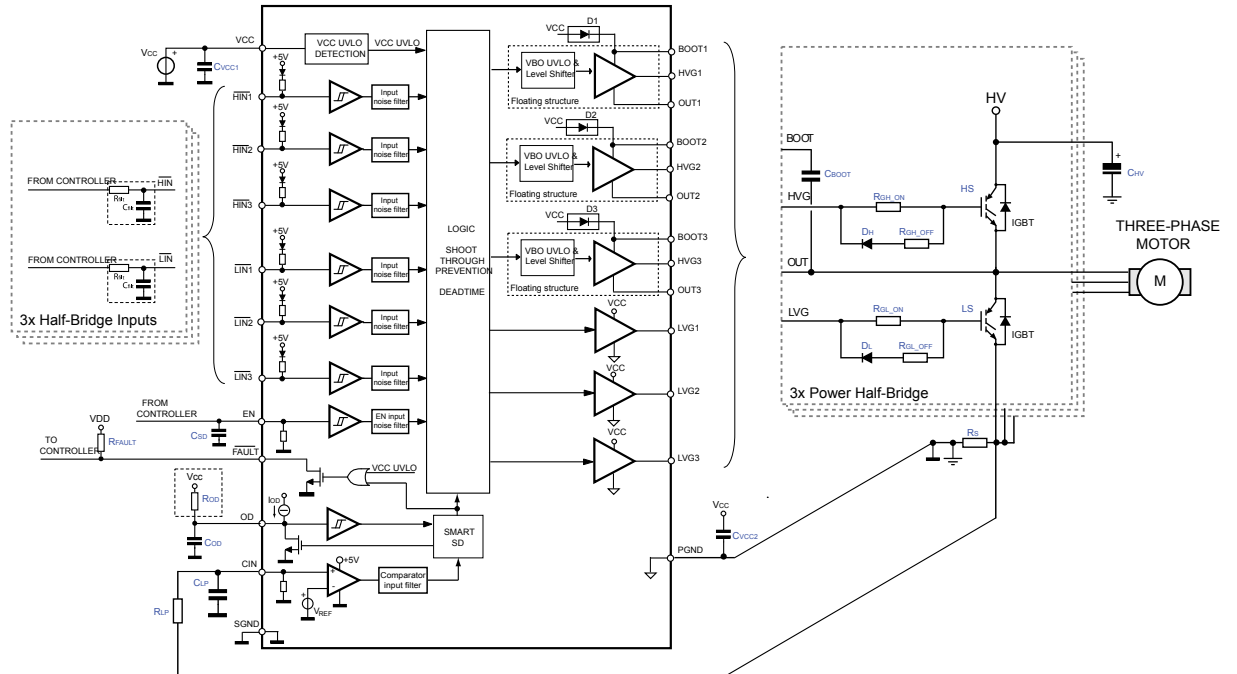 VCC
VCC
CVCC1
VCC UVLO
DETECTION
VCC UVLO
+5V
HIN1
Input
noise filter
+5V
HIN2
Input
noise filter
+5V
HIN3
Input
noise filter
LIN1
Input
noise filter
+5V
+5V
LIN2
Input
noise filter
+5V
LIN3
Input
noise filter
FROM CONTROLLER
HIN
FROM CONTROLLER
LIN
3x Half-Bridge Inputs
FROM
CONTROLLER
EN
CSD
EN input
noise filter
VDD
TO
CONTROLLER
RFAULT
FAULT
VCC UVLO
Vcc
ROD
OD
IOD
COD
SMART
SD
CIN
+5V
+
-
Comparator
input filter
CLP
RLP
+
VREF
SGND
LOGIC
SHOOT
THROUGH
PREVENTION
DEADTIME
VCC
D1
BOOT1
VBO UVLO &
Level Shifter
HVG1
Floating structure
OUT1
VCC
D2
BOOT2
VBO UVLO &
Level Shifter
HVG2
Floating structure
OUT2
VCC
D3
BOOT3
VBO UVLO &
Level Shifter
HVG3
Floating structure
OUT3
VCC
LVG1
VCC
LVG2
VCC
LVG3
PGND
VCC
CVCC2
HV
BOOT
CBOOT
+
CHV
HVG
RGH_ON
HS
DH
RGH_OFF
IGBT
OUT
LVG
RGL_ON
LS
DL
RGL_OFF
IGBT
3x Power Half-Bridge
RS
THREE-PHASE
MOTOR
M